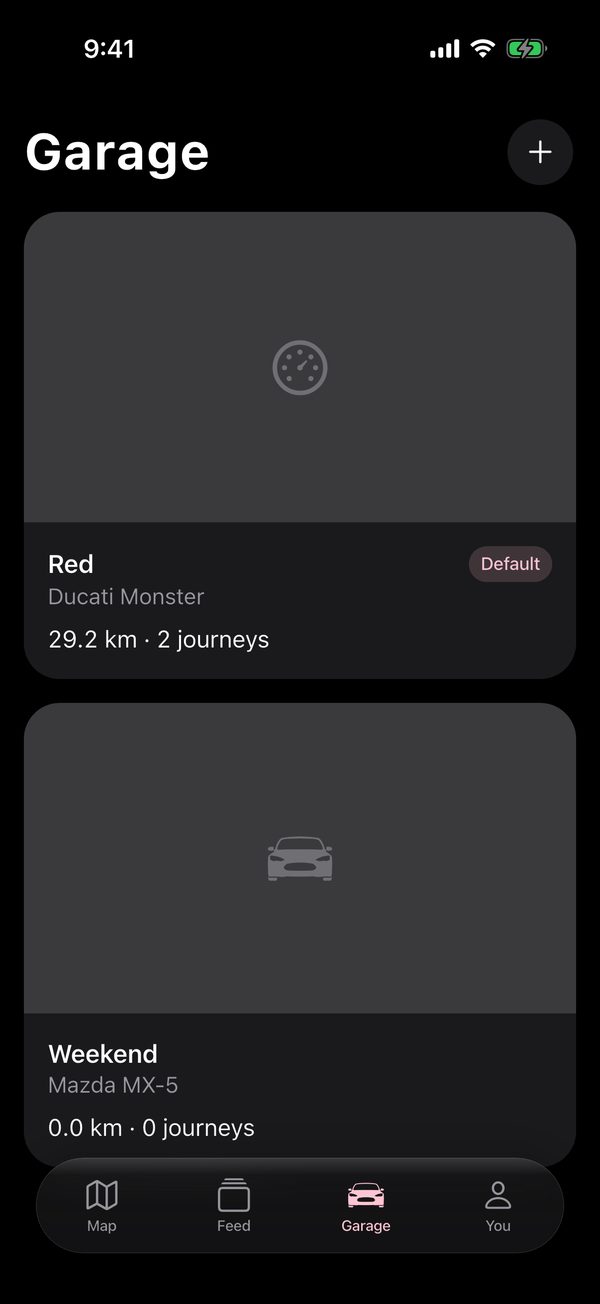 9:41
Garage
Red
Default
Ducati Monster
29.2 km · 2 journeys
Weekend
Mazda MX-5
0.0 km · 0 journeys
Map
Feed
Garage
You